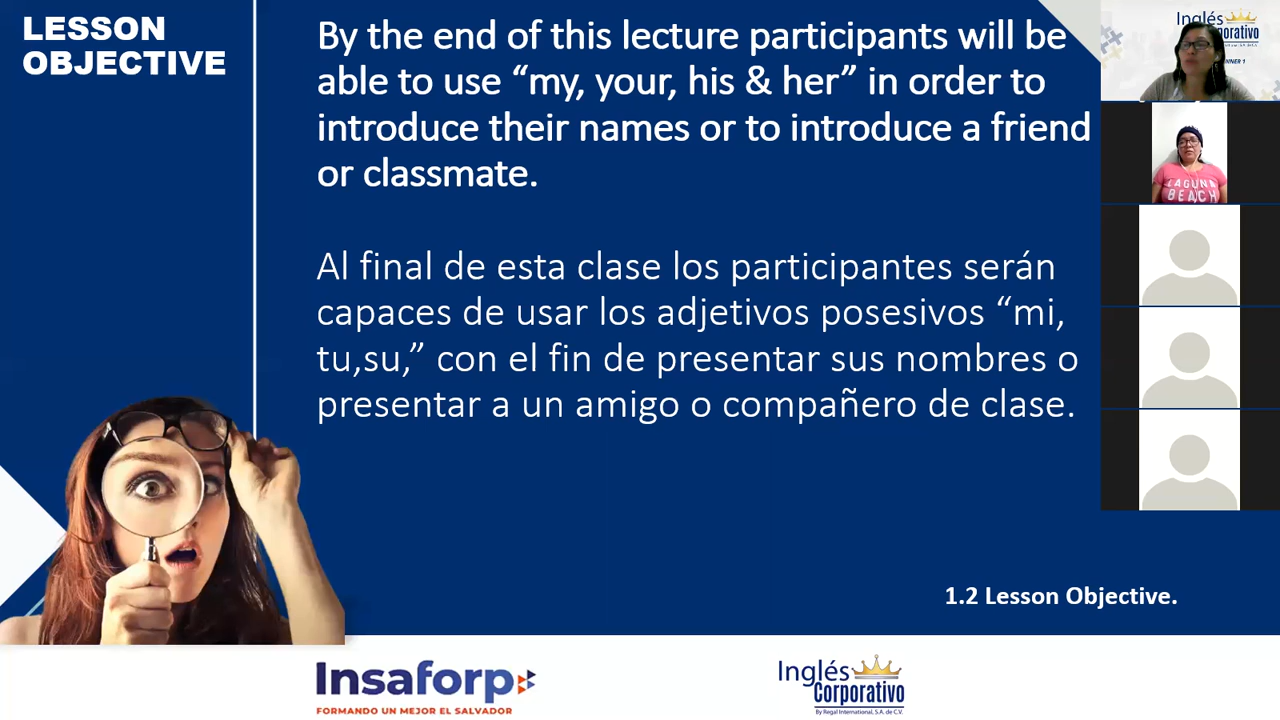 LESSON
OBJECTIVE
By the end of this lecture participants will be
able to use “my, your, his & her” in order to
introduce their names or to introduce a friend
or classmate.
Al final de esta clase los participantes serán
capaces de usar los adjetivos posesivos “mi,
tu,su,” con el fin de presentar sus nombres o
presentar a un amigo o compañero de clase.
1.2 Lesson Objective.
Insaforp
FORMANDO UN MEJOR EL SALVADOR
Inglés
Corporativo
By Regal International, S.A. de C.V.
Inglés
LAGUNA
BEACH